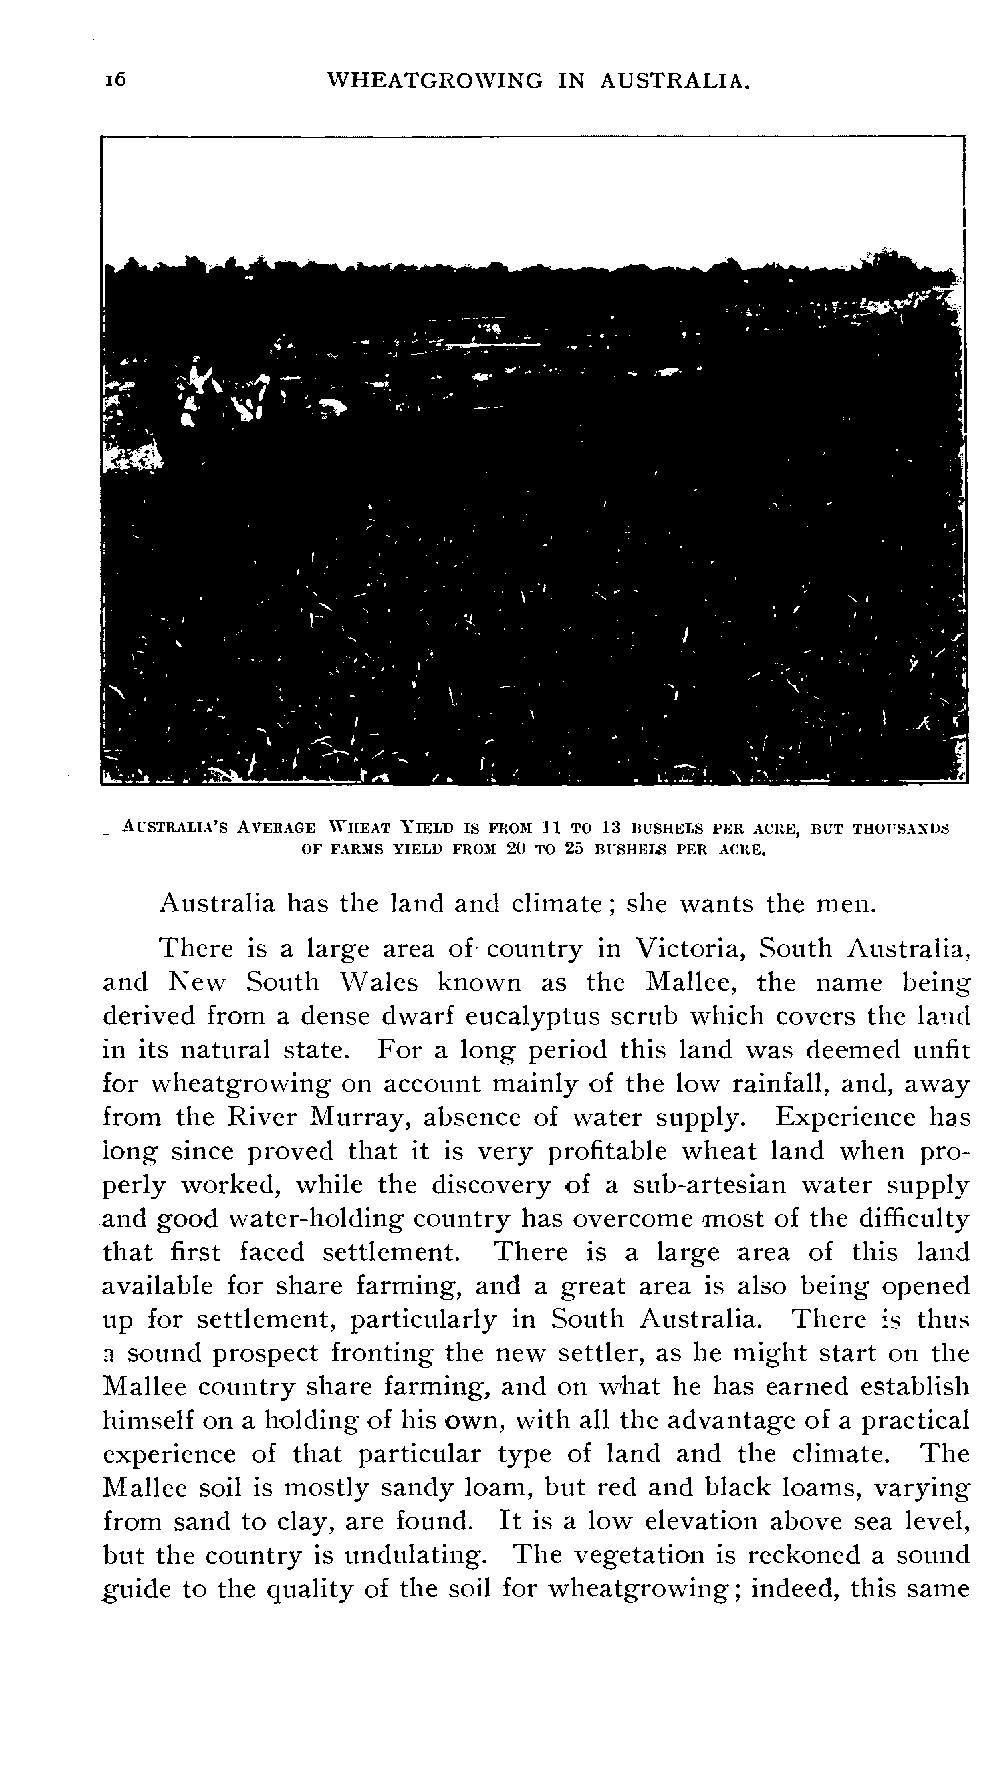 16 WHEATGROWING IN AUSTRALIA.
Australia's Average Wheat Yield is from 11 to 13 bushels per acre, but thousands
of farms yield from 20 to 25 bushels per acre.
Australia has the land and climate; she wants the men.
There is a large area of country in Victoria, South Australia,
and New South Wales known as the Mallee, the name being
derived from a dense dwarf eucalyptus scrub which covers the land
in its natural state. For a long period this land was deemed unfit
for wheatgrowing on account mainly of the low rainfall, and, away
from the River Murray, absence of water supply. Experience has
long since proved that it is very profitable wheat land when pro-
perly worked, while the discovery of a sub-artesian water supply
and good water-holding country has overcome most of the difficulty
that first faced settlement. There is a large area of this land
available for share farming, and a great area is also being opened
up for settlement, particularly in South Australia. There is thus
a sound prospect fronting the new settler, as he might start on the
Mallee country share farming, and on what he has earned establish
himself on a holding of his own, with all the advantage of a practical
experience of that particular type of land and the climate. The
Mallee soil is mostly sandy loam, but red and black loams, varying
from sand to clay, are found. It is a low elevation above sea level,
but the country is undulating. The vegetation is reckoned a sound
guide to the quality of the soil for wheatgrowing; indeed, this same